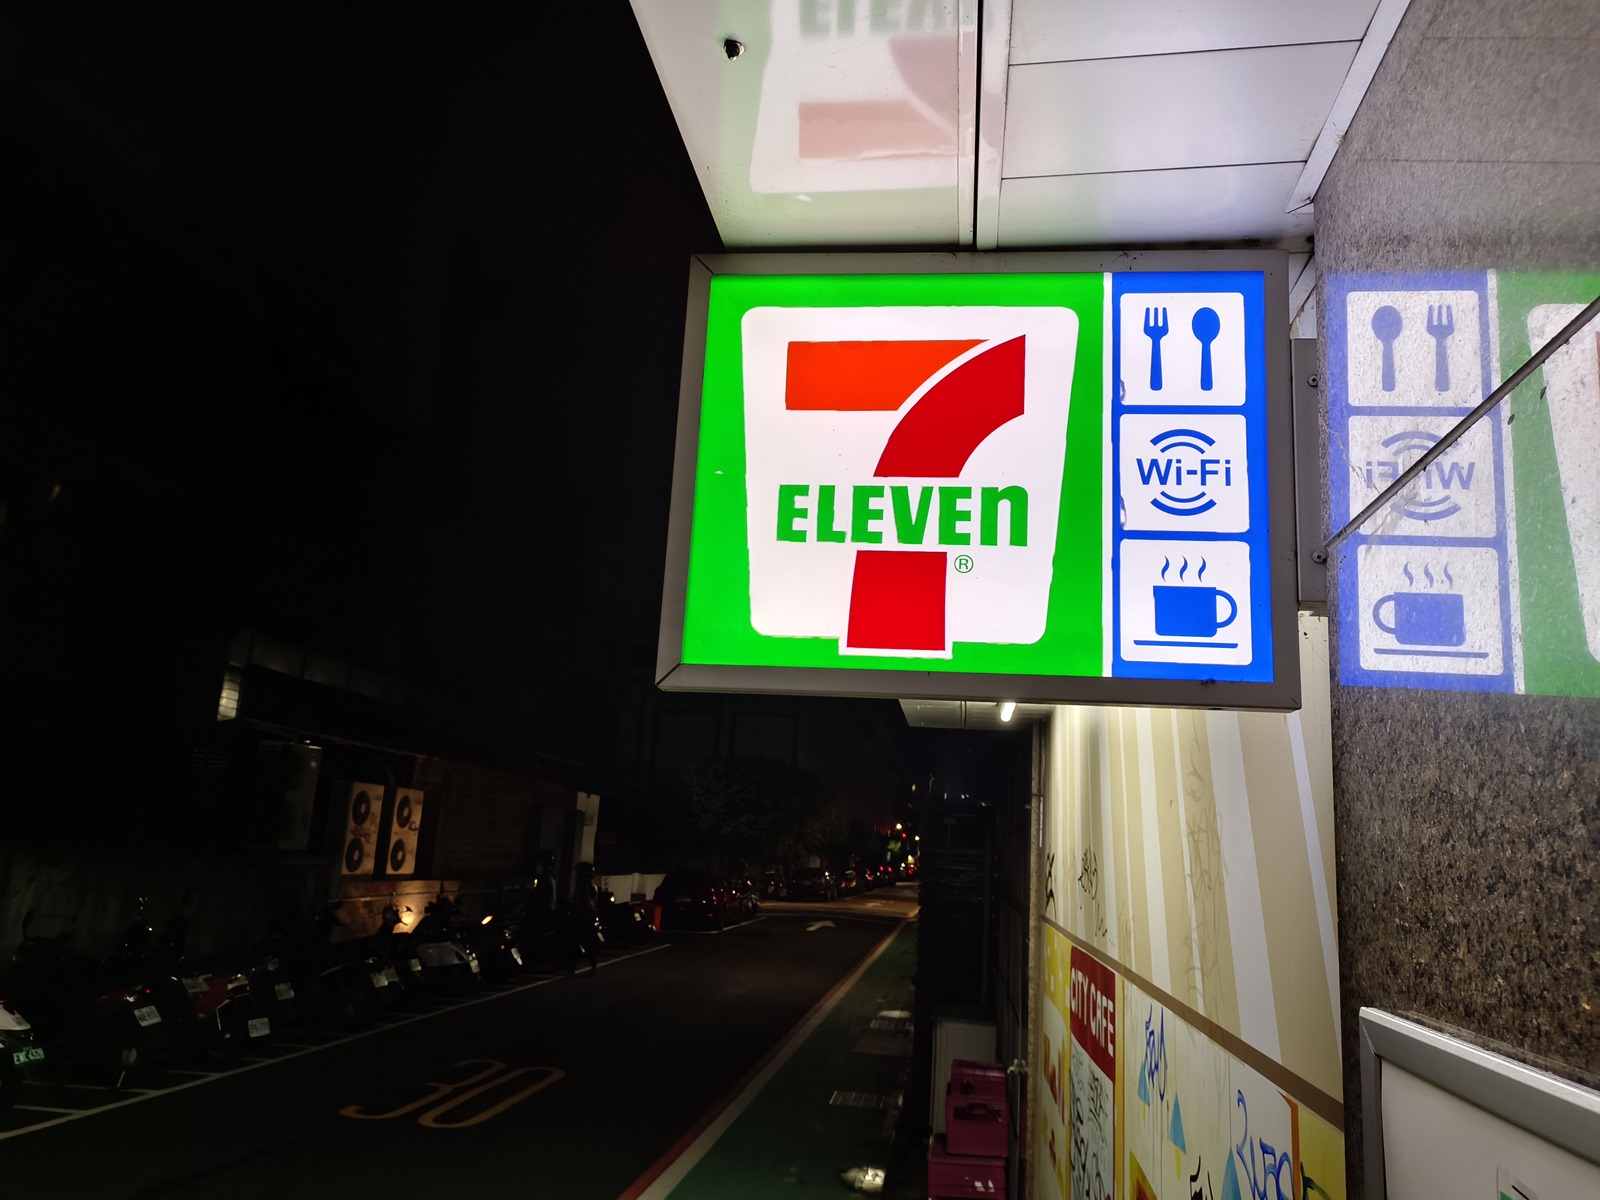 7
ELEVEn
®
Wi-Fi
CITY CAFE
30